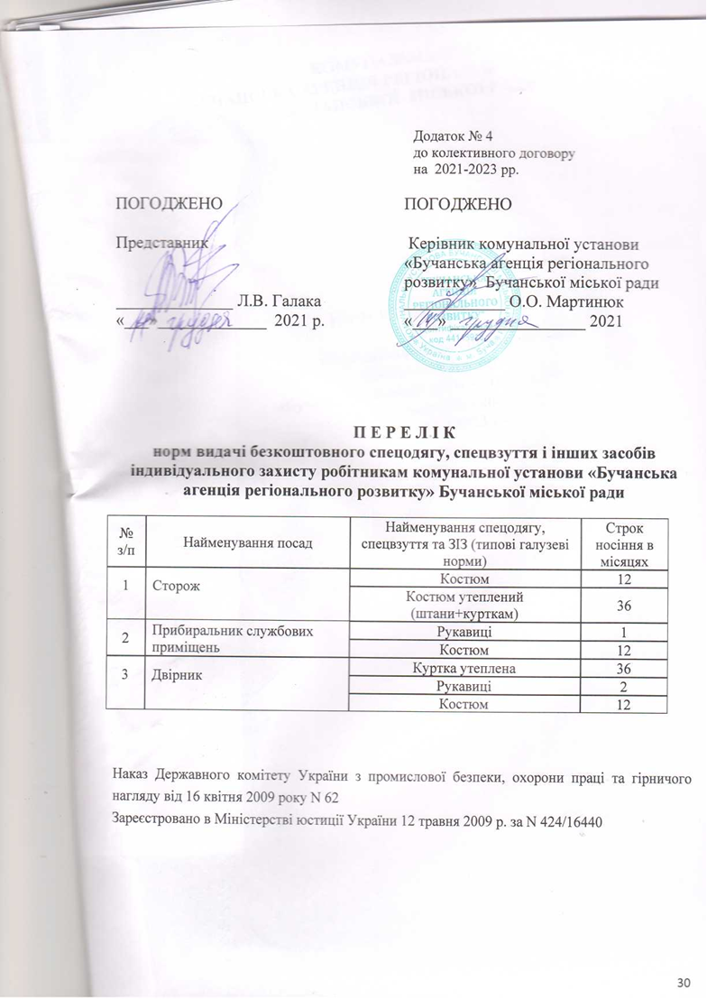 Додаток № 4
до колективного договору
на 2021-2023 рр.
ПОГОДЖЕНО
Представник
Л.В. Галака
« » грудня 2021 р.
ПОГОДЖЕНО
Керівник комунальної установи
«Бучанська агенція регіонального
розвитку» Бучанської міської ради
О.О. Мартинюк
« » грудня 2021
П Е Р Е Л І К
норм видачі безкоштовного спецодягу, спецвзуття і інших засобів
індивідуального захисту робітникам комунальної установи «Бучанська
агенція регіонального розвитку» Бучанської міської ради
№ з/п
Найменування посад
Найменування спецодягу,
спецвзуття та ЗІЗ (типові галузеві
норми)
Строк
носіння в
місяцях
1 Сторож Костюм 12
Костюм утеплений
(штани+курткам) 36
2 Прибиральник службових
приміщень
Рукавиці 1
Костюм 12
3 Двірник Куртка утеплена 36
Рукавиці 2
Костюм 12
Наказ Державного комітету України з промислової безпеки, охорони праці та гірничого
нагляду від 16 квітня 2009 року N 62
Зареєстровано в Міністерстві юстиції України 12 травня 2009 р. за N 424/16440
30